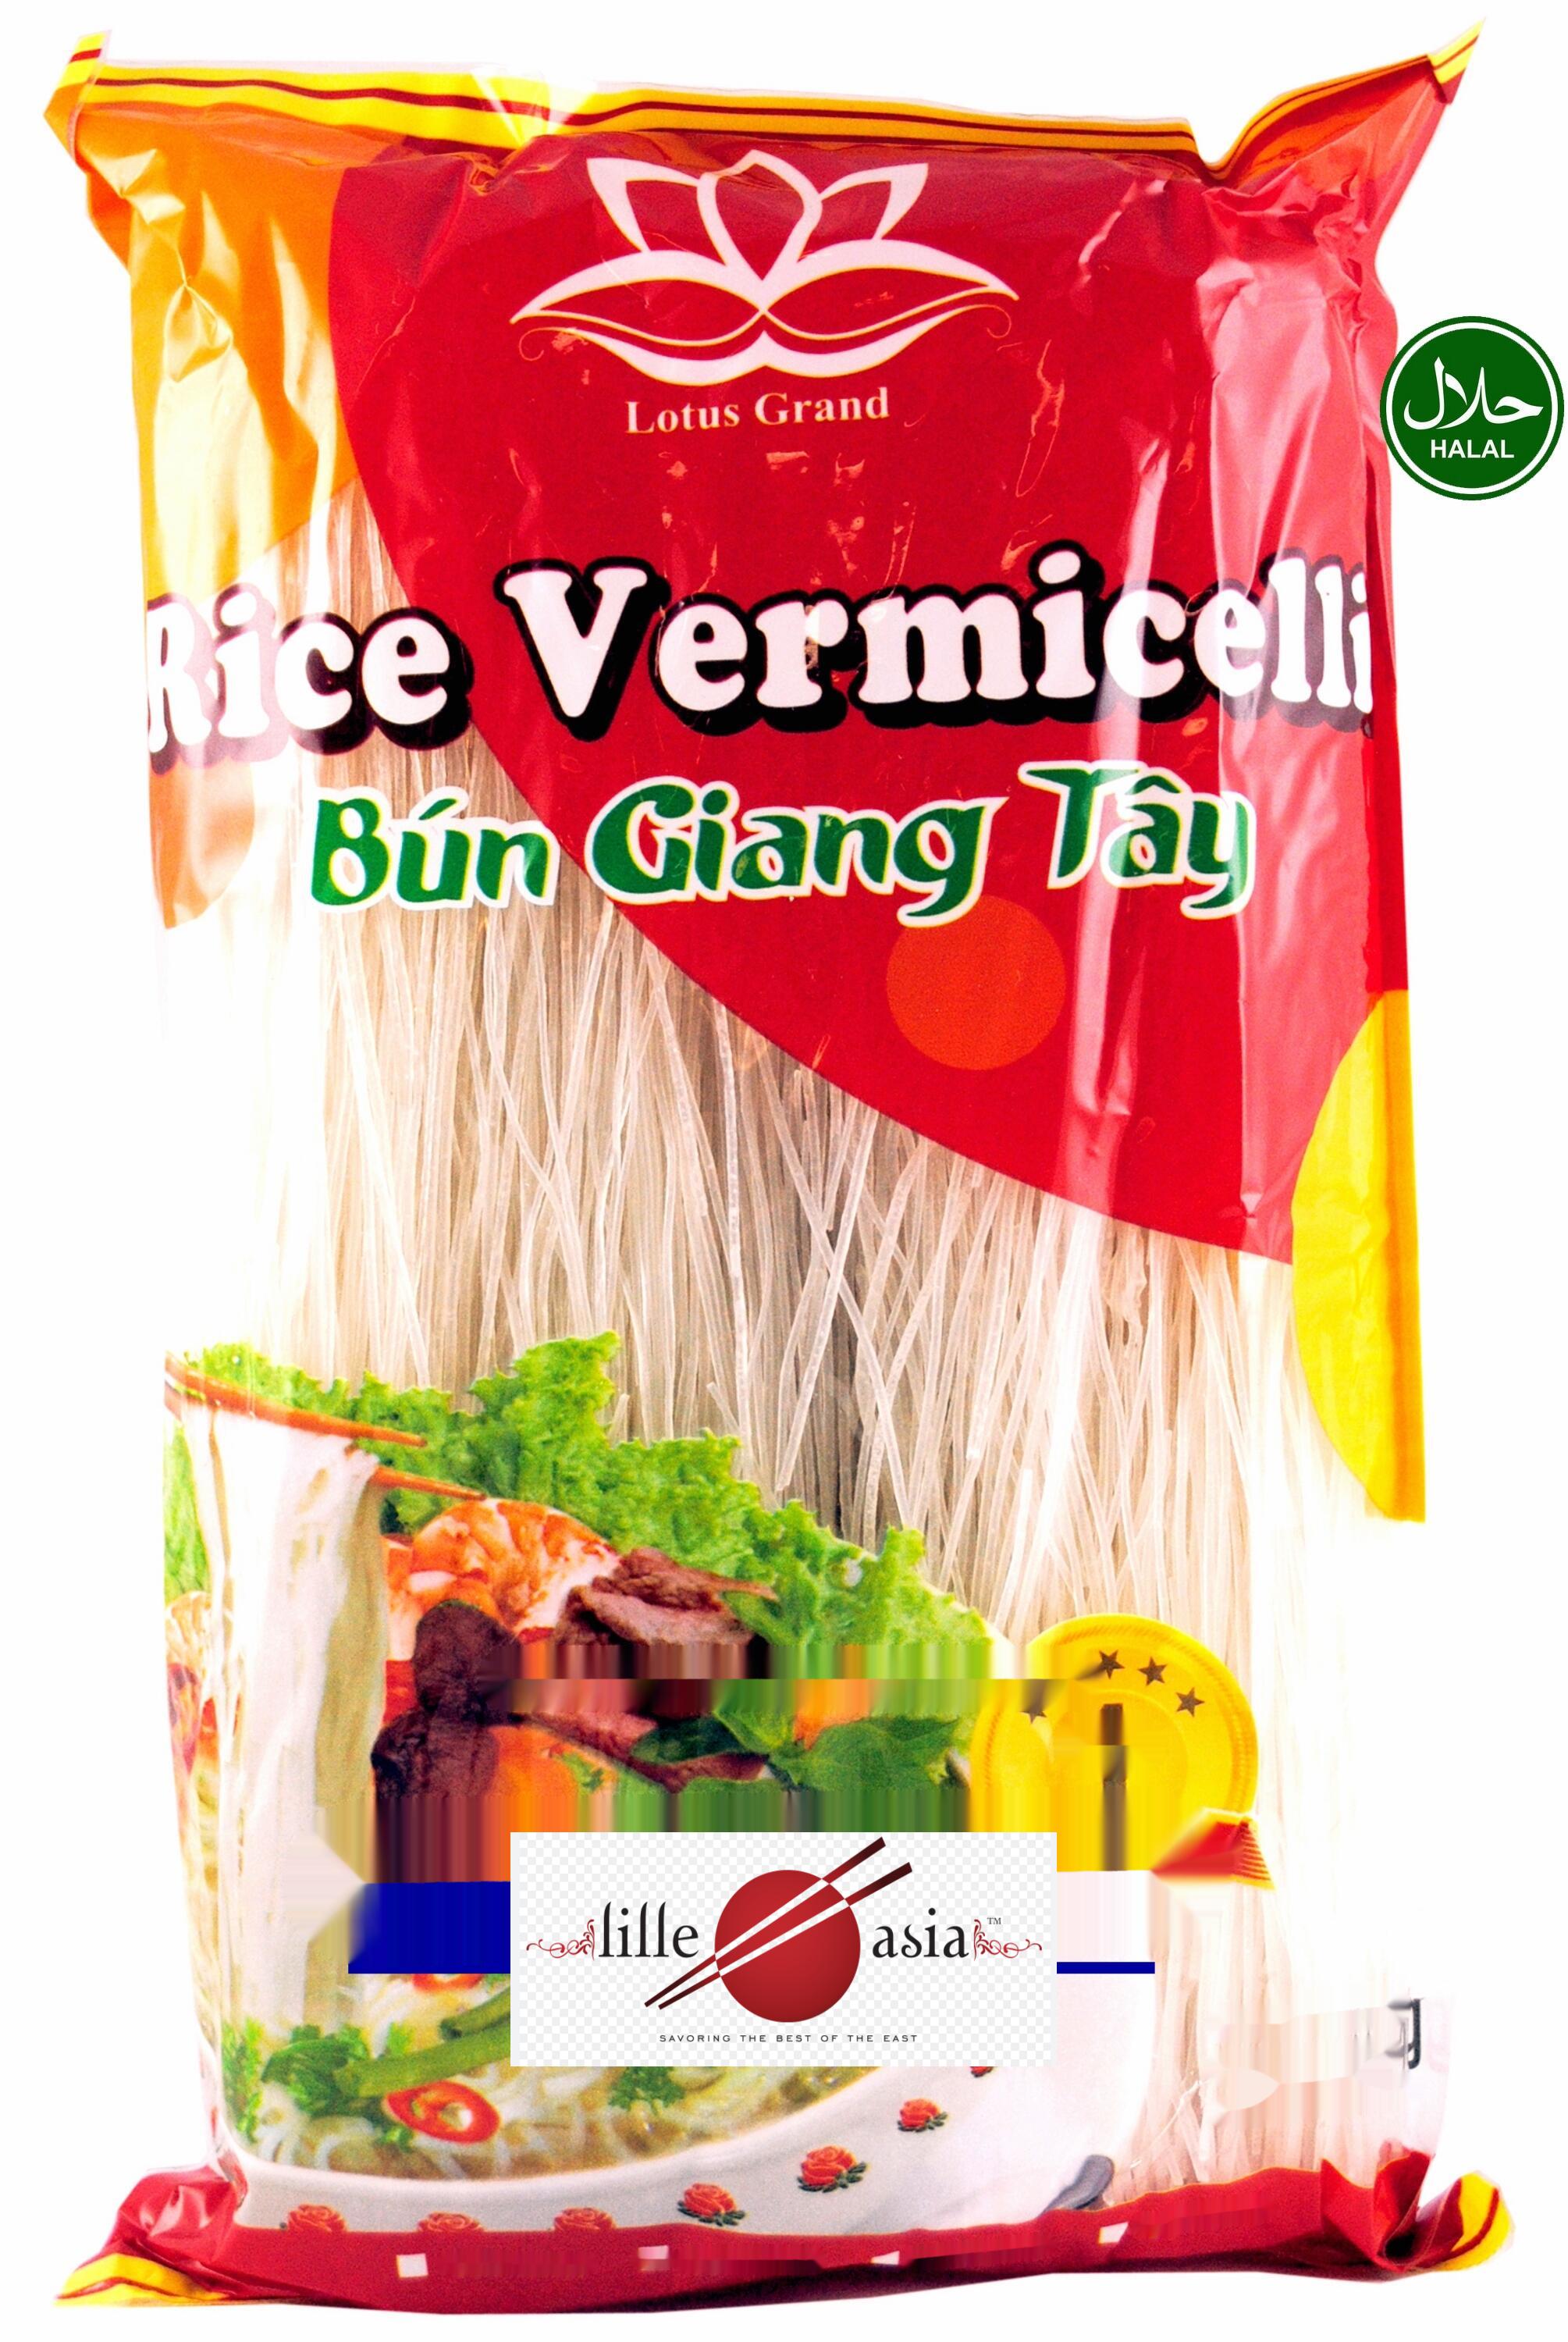 Lotus Grand
حلال
HALAL
Rice Vermicelli
Bún Giang Tây
lille asia™
SAVORING THE BEST OF THE EAST